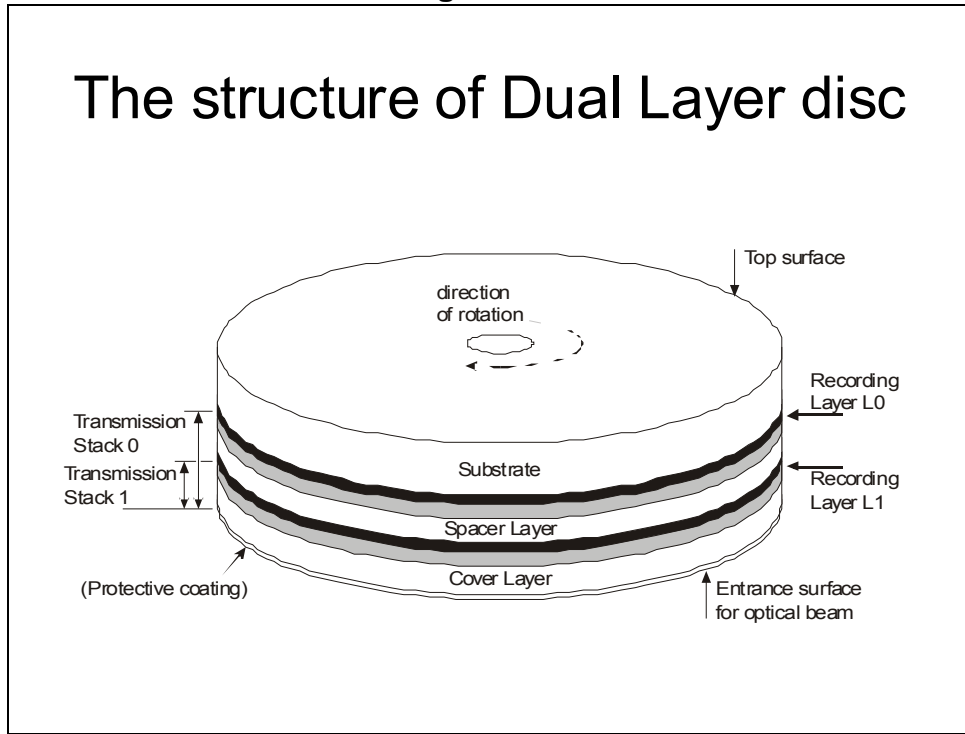 The structure of Dual Layer disc
Top surface
direction
of rotation
Recording
Layer L0
Transmission
Stack 0
Substrate
Transmission
Stack 1
Recording
Layer L1
Spacer Layer
Cover Layer
(Protective coating)
Entrance surface
for optical beam